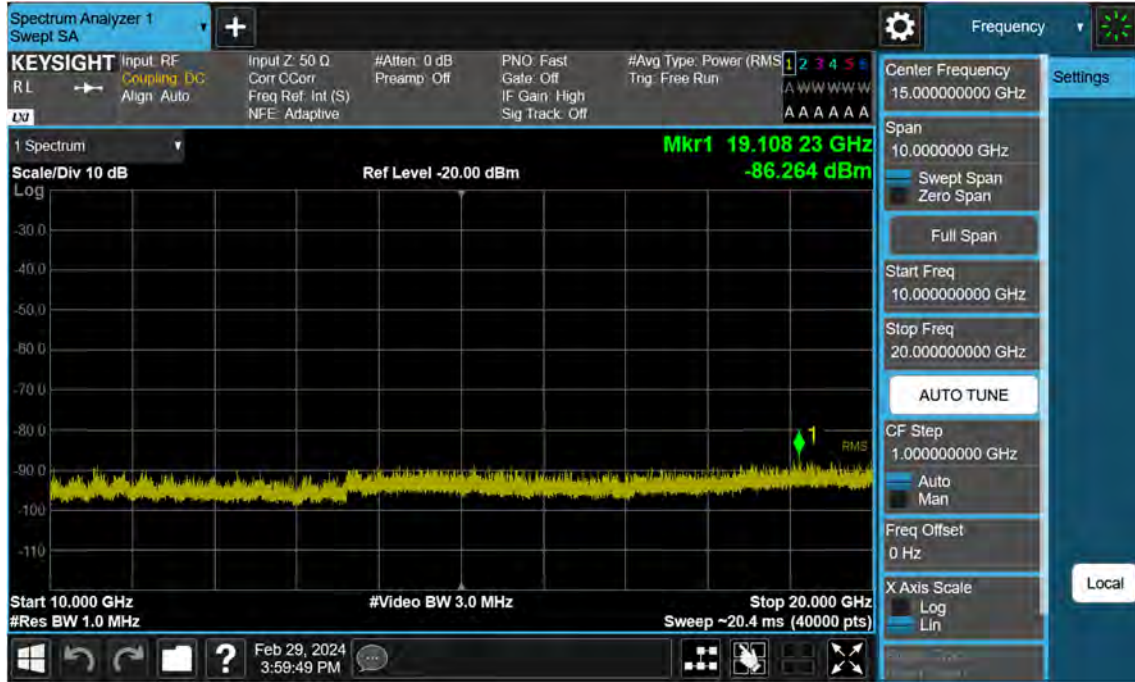 Spectrum Analyzer 1
Swept SA
Frequency
KEYSIGHT
RL
LXI
Input: RF
Coupling: DC
Align: Auto
Input Z: 50 Ω
Corr CCorr
Freq Ref: Int (S)
NFE: Adaptive
#Atten: 0 dB
Preamp: Off
PNO: Fast
Gate: Off
IF Gain: High
Sig Track: Off
#Avg Type: Power (RMS
Trig: Free Run
1 2 3 4 5 6
A W W W W W
A A A A A A
1 Spectrum
Scale/Div 10 dB
Ref Level -20.00 dBm
Mkr1 19.108 23 GHz
-86.264 dBm
Log
-30.0
-40.0
-50.0
-60.0
-70.0
-80.0
-90.0
-100
-110
1
RMS
Start 10.000 GHz
#Res BW 1.0 MHz
#Video BW 3.0 MHz
Stop 20.000 GHz
Sweep ~20.4 ms (40000 pts)
Feb 29, 2024
3:59:49 PM
Center Frequency
15.000000000 GHz
Span
10.0000000 GHz
Swept Span
Zero Span
Full Span
Start Freq
10.000000000 GHz
Stop Freq
20.000000000 GHz
AUTO TUNE
CF Step
1.000000000 GHz
Auto
Man
Freq Offset
0 Hz
X Axis Scale
Log
Lin
Settings
Local